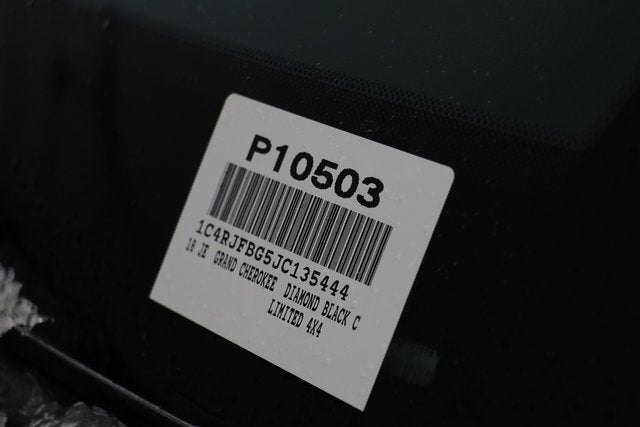 P10503
1C4RJFBG5JC135444
18 JE GRAND CHEROKEE DIAMOND BLACK C
LIMITED 4X4